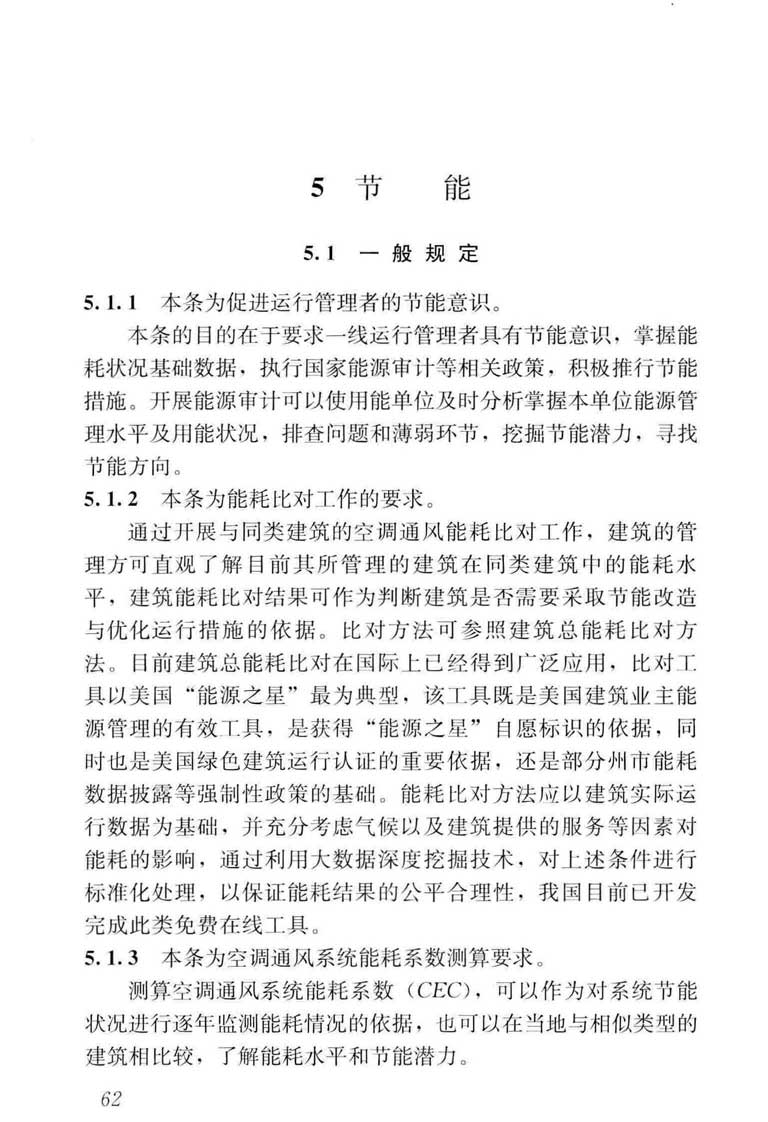 5 节 能
5.1 一般规定
5.1.1 本条为促进运行管理者的节能意识。
本条的目的在于要求一线运行管理者具有节能意识，掌握能
耗状况基础数据，执行国家能源审计等相关政策，积极推行节能
措施。开展能源审计可以使用能单位及时分析掌握本单位能源管
理水平及用能状况，排查问题和薄弱环节，挖掘节能潜力，寻找
节能方向。
5.1.2 本条为能耗比对工作的要求。
通过开展与同类建筑的空调通风能耗比对工作，建筑的管
理方可直观了解目前其所管理的建筑在同类建筑中的能耗水
平，建筑能耗比对结果可作为判断建筑是否需要采取节能改造
与优化运行措施的依据。比对方法可参照建筑总能耗比对方
法。目前建筑总能耗比对在国际上已经得到广泛应用，比对工
具以美国“能源之星”最为典型，该工具既是美国建筑业主能
源管理的有效工具，是获得“能源之星”自愿标识的依据，同
时也是美国绿色建筑运行认证的重要依据，还是部分州市能耗
数据披露等强制性政策的基础。能耗比对方法应以建筑实际运
行数据为基础，并充分考虑气候以及建筑提供的服务等因素对
能耗的影响，通过利用大数据深度挖掘技术，对上述条件进行
标准化处理，以保证能耗结果的公平合理性，我国目前已开发
完成此类免费在线工具。
5.1.3 本条为空调通风系统能耗系数测算要求。
测算空调通风系统能耗系数（CEC），可以作为对系统节能
状况进行逐年监测能耗情况的依据，也可以在当地与相似类型的
建筑相比较，了解能耗水平和节能潜力。
62